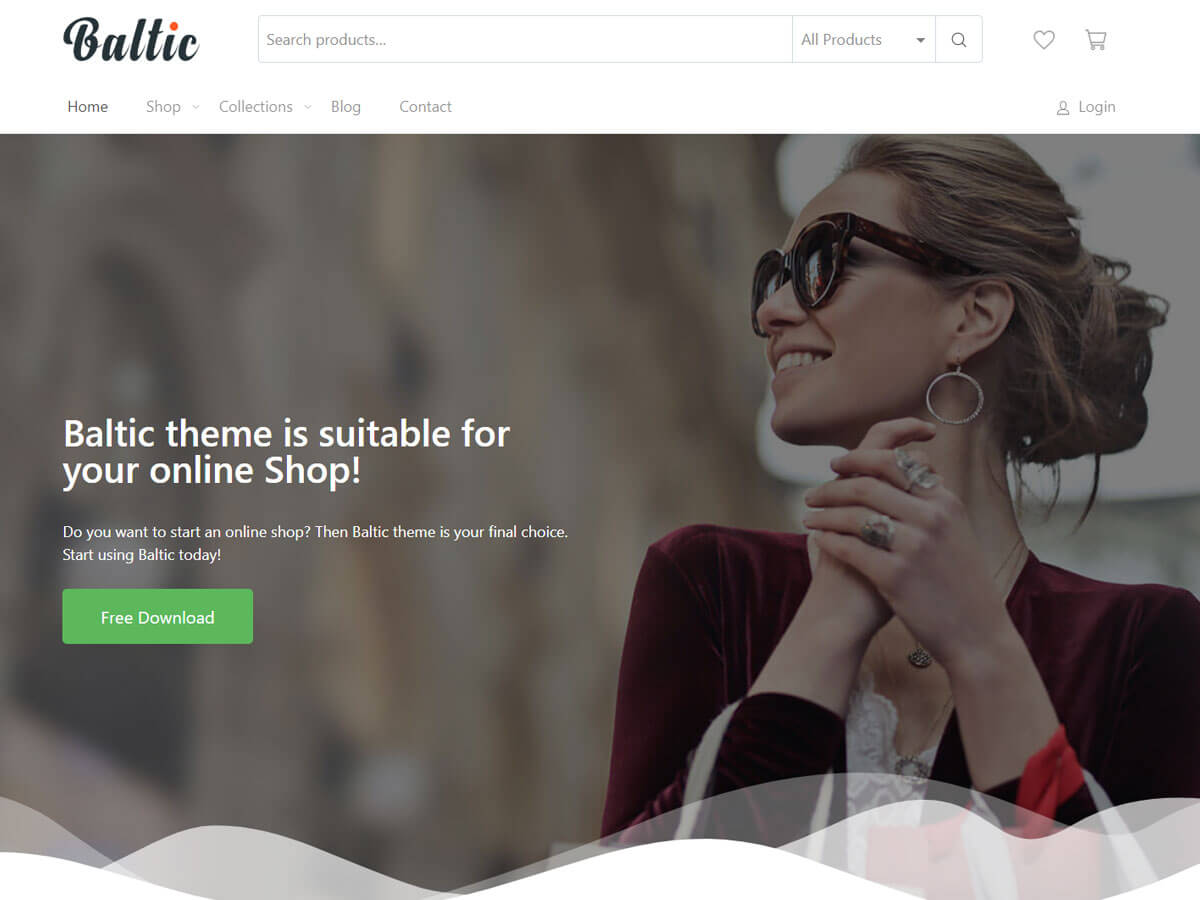 Baltic
Search products...
All Products
Home
Shop
Collections
Blog
Contact
Login
Baltic theme is suitable for
your online Shop!
Do you want to start an online shop? Then Baltic theme is your final choice.
Start using Baltic today!
Free Download